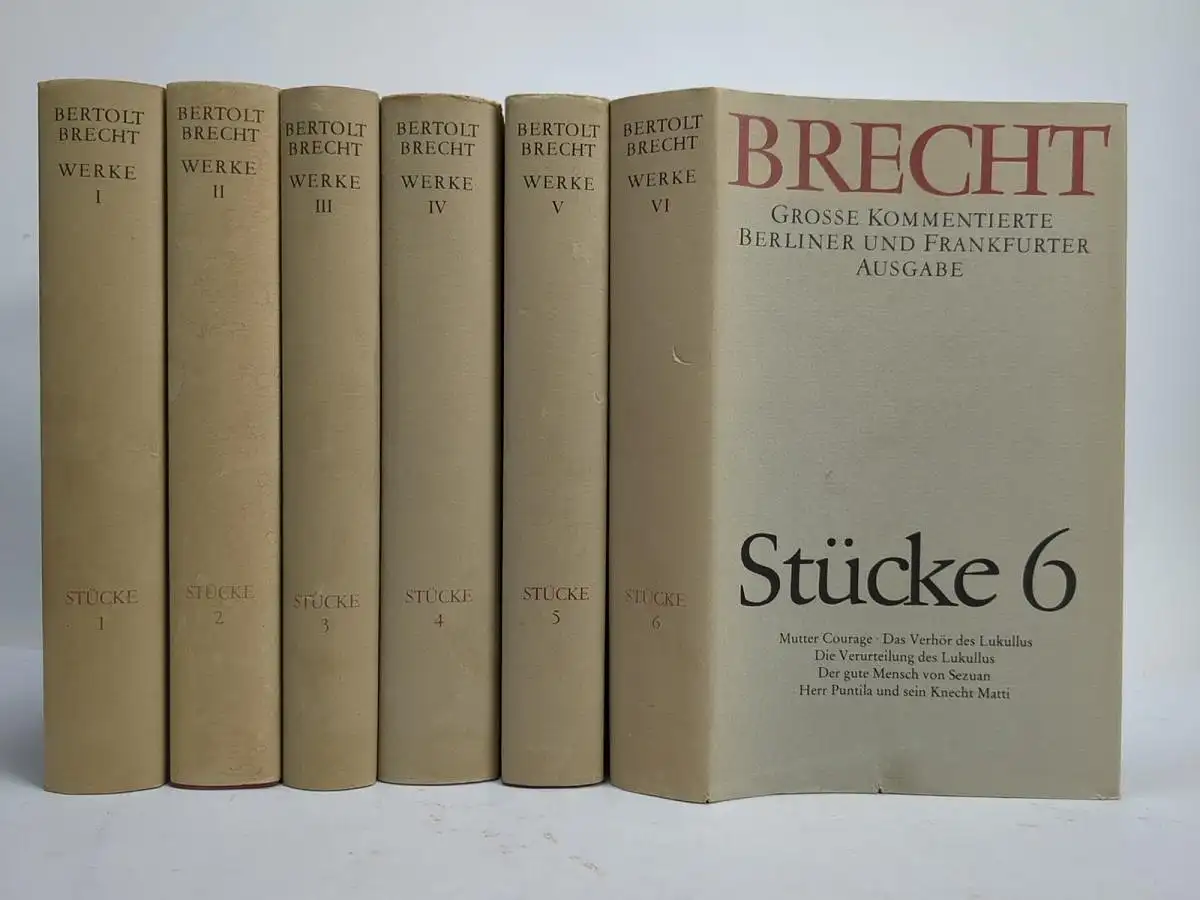 BERTOLT
BRECHT
WERKE
I
STÜCKE
1
BERTOLT
BRECHT
WERKE
II
STÜCKE
2
BERTOLT
BRECHT
WERKE
III
STÜCKE
3
BERTOLT
BRECHT
WERKE
IV
STÜCKE
4
BERTOLT
BRECHT
WERKE
V
STÜCKE
5
BERTOLT
BRECHT
WERKE
VI
STÜCKE
6
BRECHT
GROSSE KOMMENTIERTE
BERLINER UND FRANKFURTER
AUSGABE
Stücke 6
Mutter Courage · Das Verhör des Lukullus
Die Verurteilung des Lukullus
Der gute Mensch von Sezuan
Herr Puntila und sein Knecht Matti